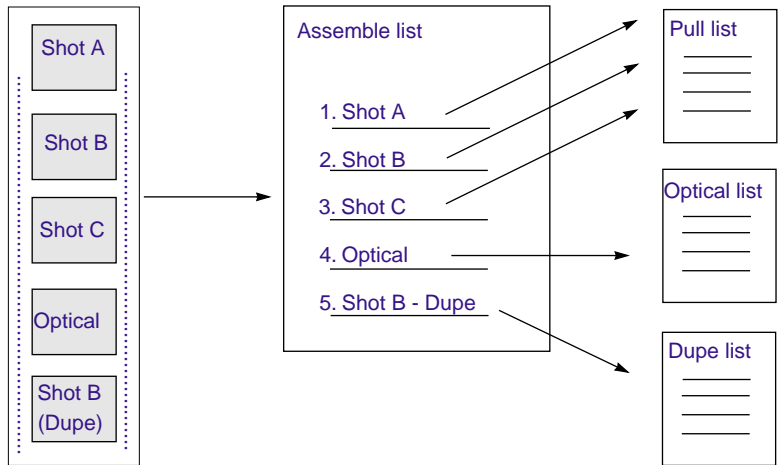 Shot A
Shot B
Shot C
Optical
Shot B
(Dupe)
Assemble list
1. Shot A
2. Shot B
3. Shot C
4. Optical
5. Shot B - Dupe
Pull list
Optical list
Dupe list